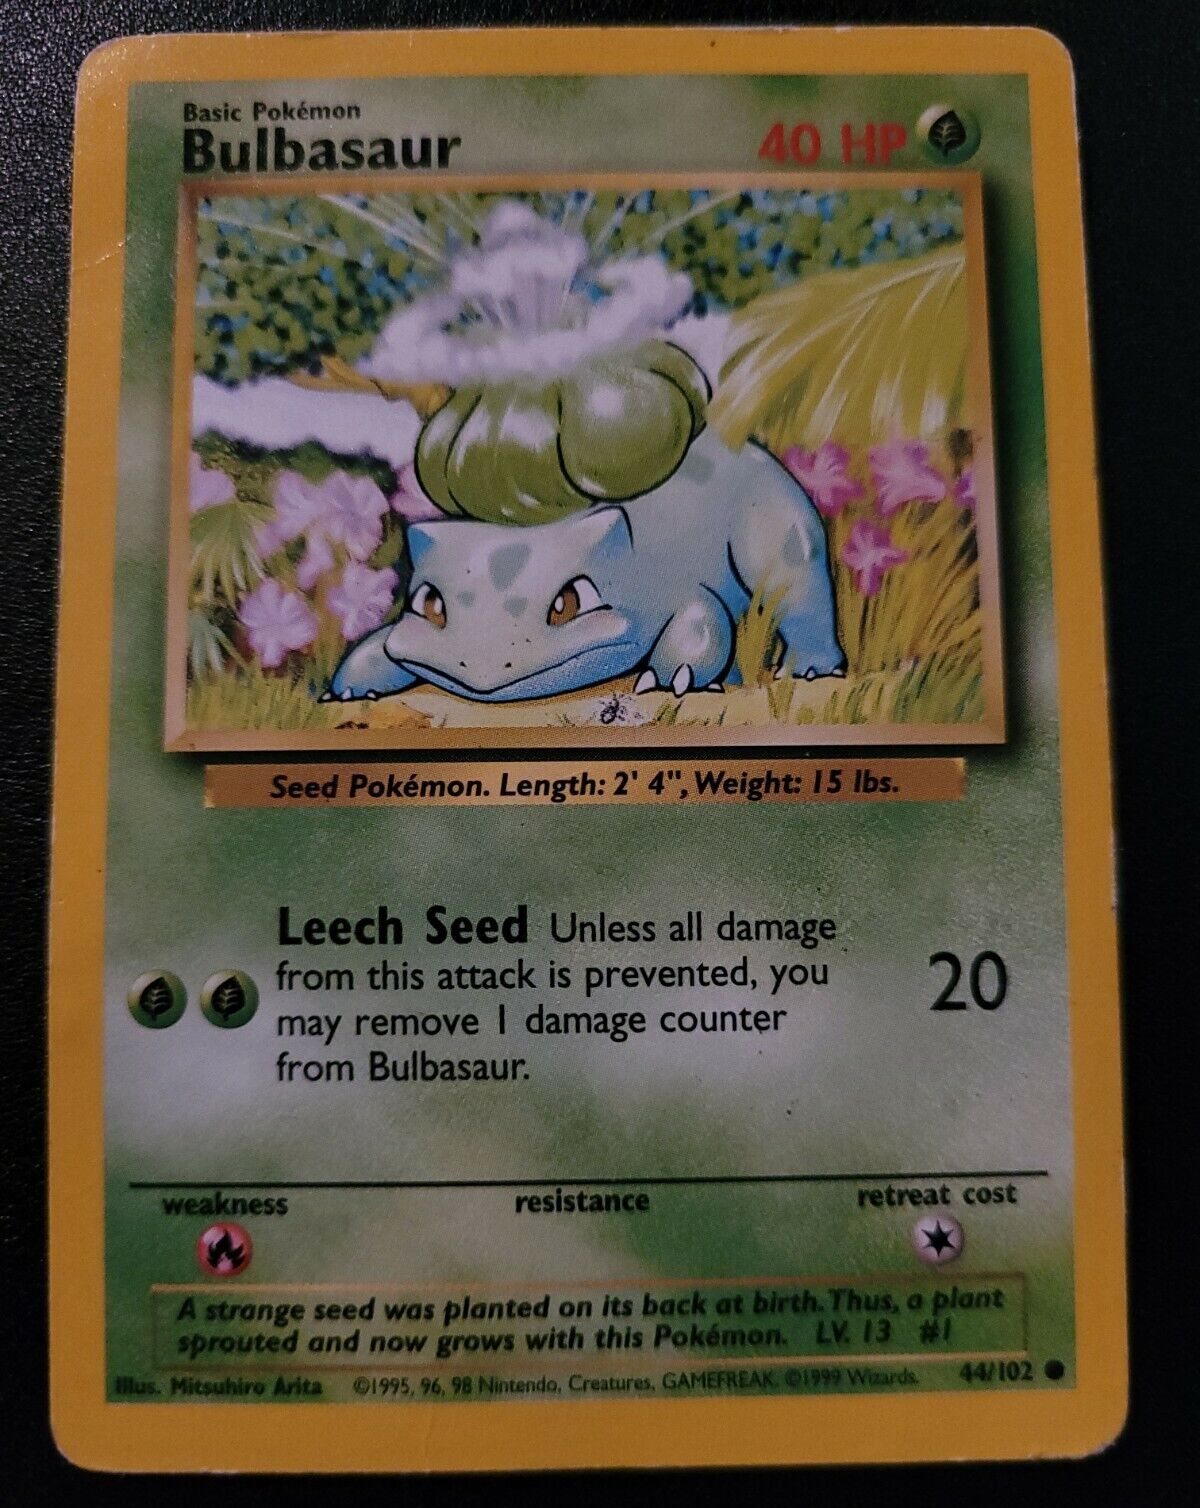 Basic Pokémon
Bulbasaur
40 HP
Seed Pokémon. Length: 2' 4", Weight: 15 lbs.
Leech Seed Unless all damage
from this attack is prevented, you
may remove 1 damage counter
from Bulbasaur.
20
weakness resistance retreat cost
A strange seed was planted on its back at birth. Thus, a plant
sprouted and now grows with this Pokémon. LV. 13 #1
Illus. Mitsuhiro Arita ©1995, 96, 98 Nintendo, Creatures, GAMEFREAK. ©1999 Wizards. 44/102